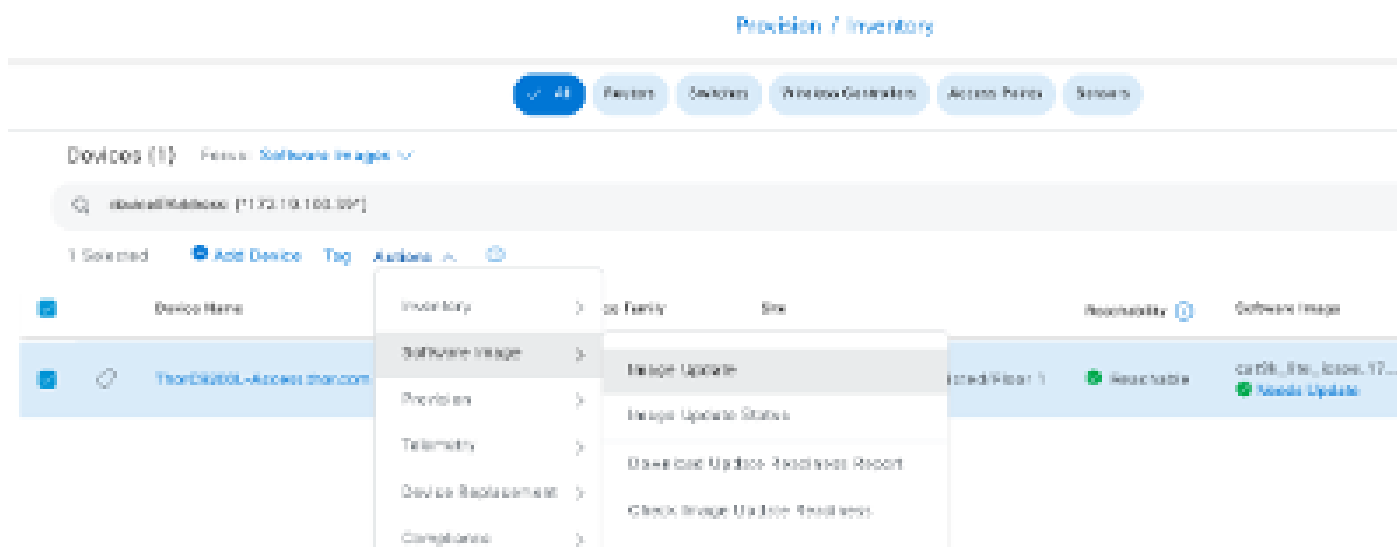 Provision / Inventory
All Routers Switches Wireless Controllers Access Points Sensors
Devices (1) Focus: Software Images
1 Selected Add Device Tag Actions
Device Name Family Site Reachability Software Image
Inventory
Software Image
Image Update
Reachable
Needs Update
Provision
Image Update Status
Telemetry
Download Update Readiness Report
Device Replacement
Check Image Update Readiness
Compliance